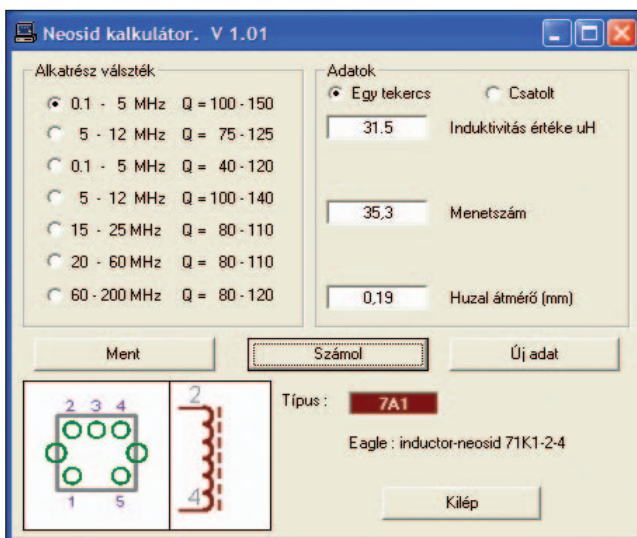 Neosid kalkulátor. V 1.01
Alkatrész válszték
0.1 - 5 MHz Q = 100 - 150
5 - 12 MHz Q = 75 - 125
0.1 - 5 MHz Q = 40 - 120
5 - 12 MHz Q = 100 - 140
15 - 25 MHz Q = 80 - 110
20 - 60 MHz Q = 80 - 110
60 - 200 MHz Q = 80 - 120
Adatok
Egy tekercs Csatolt
31.5 Induktivitás értéke uH
35,3 Menetszám
0,19 Huzal átmérő (mm)
Ment Számol Új adat
2 3 4
1 5
2
4
Típus : 7A1
Eagle : inductor-neosid 71K1-2-4
Kilép